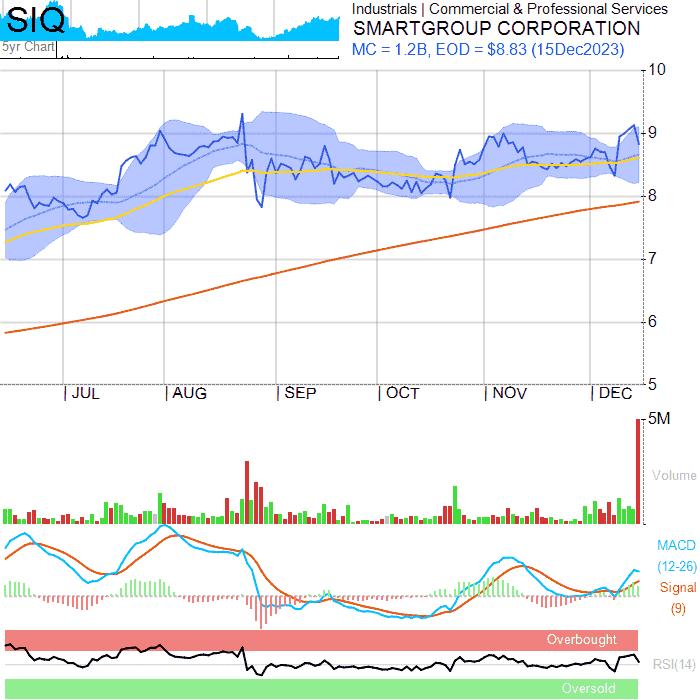 SIQ
5yr Chart
Industrials | Commercial & Professional Services
SMARTGROUP CORPORATION
MC = 1.2B, EOD = $8.83 (15Dec2023)
10
9
8
7
6
5
JUL AUG SEP OCT NOV DEC
5M
Volume
MACD
(12-26)
Signal
(9)
Overbought
RSI(14)
Oversold